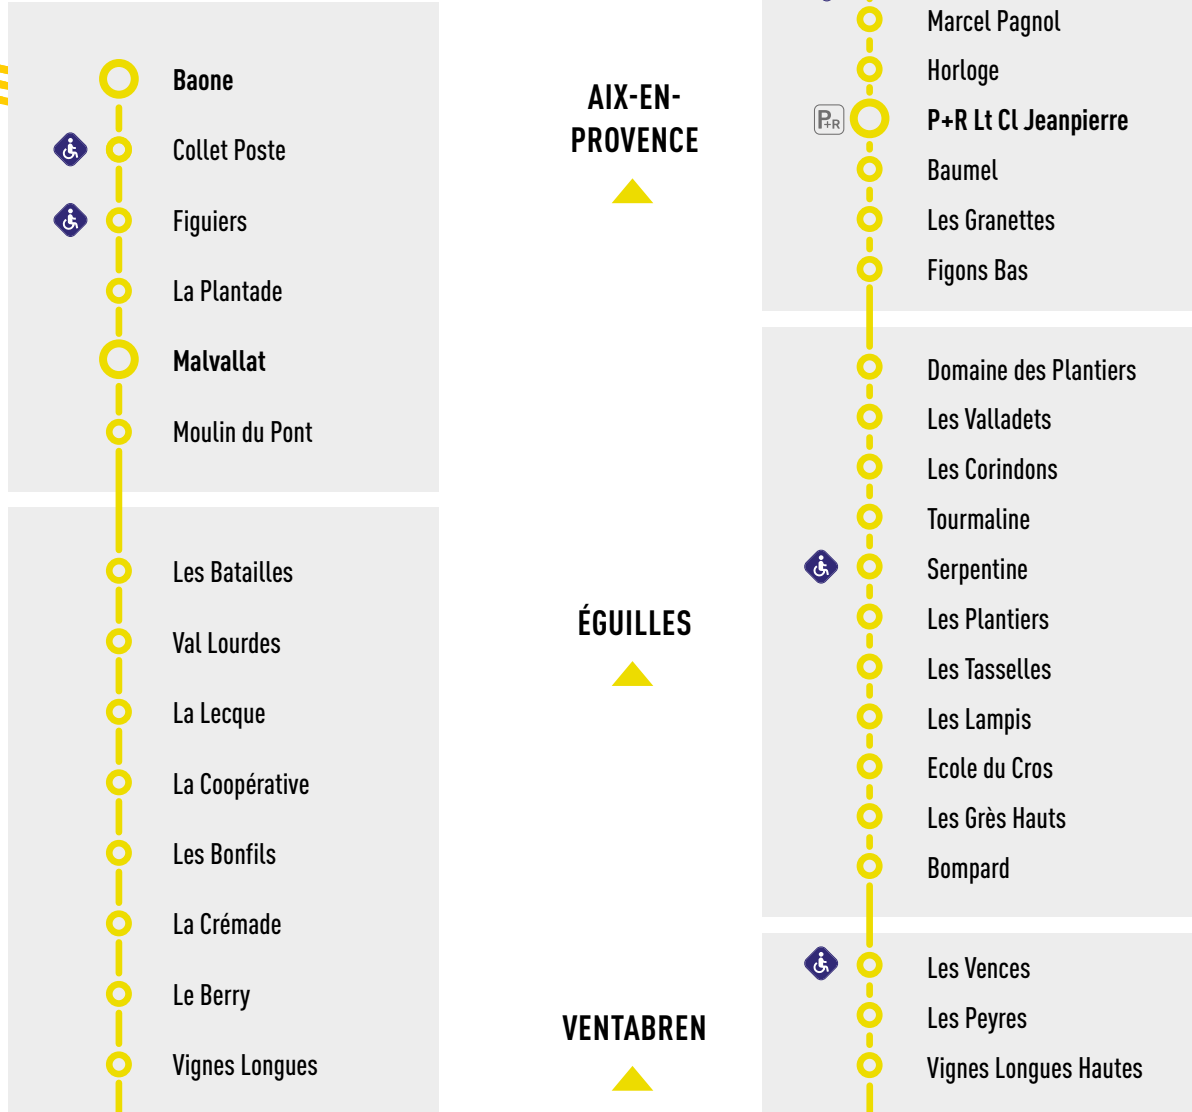 Baone
Collet Poste
Figuiers
La Plantade
Malvallat
Moulin du Pont
Les Batailles
Val Lourdes
La Lecque
La Coopérative
Les Bonfils
La Crémade
Le Berry
Vignes Longues
AIX-EN-
PROVENCE
ÉGUILLES
VENTABREN
Marcel Pagnol
Horloge
P+R
P+R Lt Cl Jeanpierre
Baumel
Les Granettes
Figons Bas
Domaine des Plantiers
Les Valladets
Les Corindons
Tourmaline
Serpentine
Les Plantiers
Les Tasselles
Les Lampis
Ecole du Cros
Les Grès Hauts
Bompard
Les Vences
Les Peyres
Vignes Longues Hautes